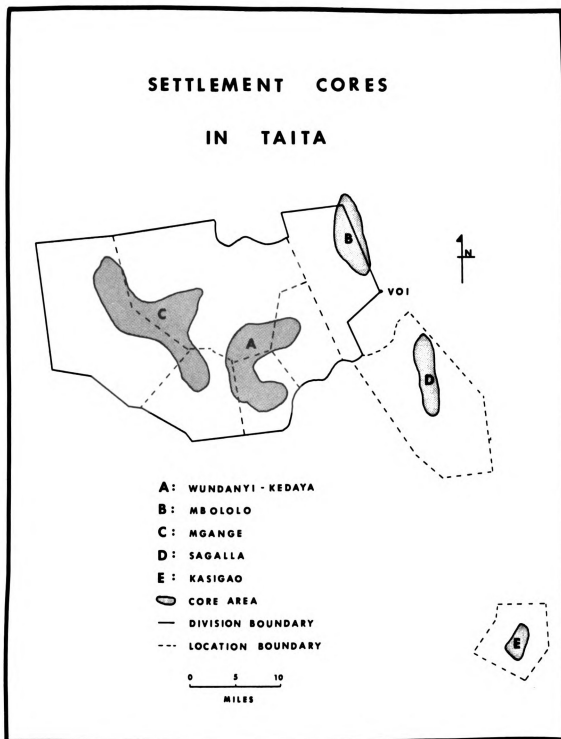 SETTLEMENT CORES
IN TAITA
B
N
VOI
C
A
D
A: WUNDANYI-KEDAYA
B: MBOLOLO
C: MGANGE
D: SAGALLA
E: KASIGAO
CORE AREA
DIVISION BOUNDARY
LOCATION BOUNDARY
E
0 5 10
MILES